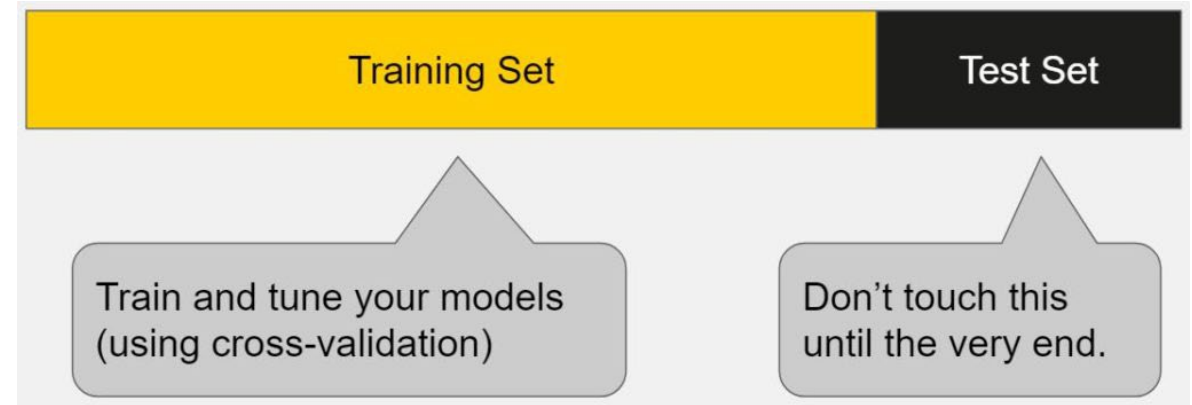 Training Set
Test Set
Train and tune your models
(using cross-validation)
Don’t touch this
until the very end.